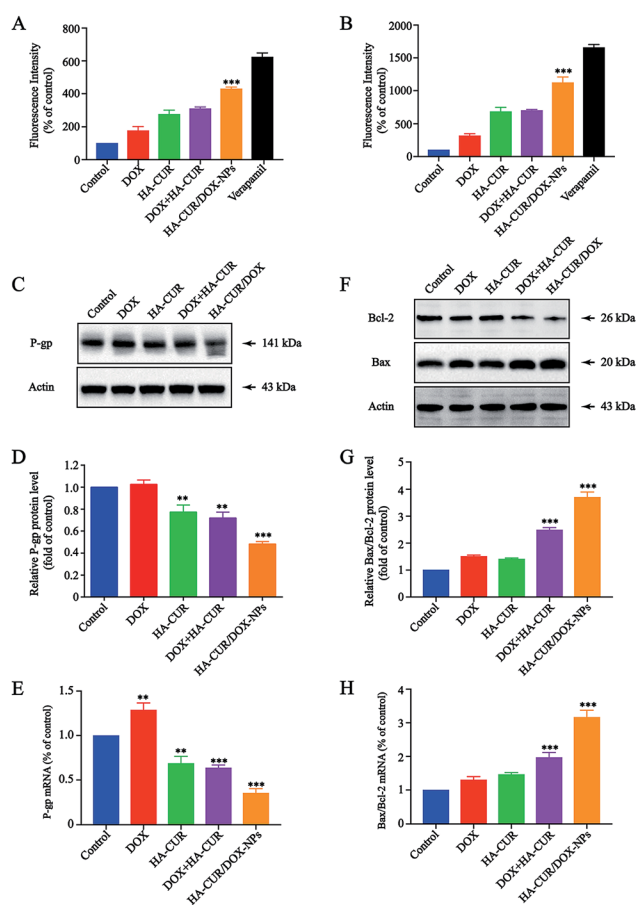 A
Fluorescence Intensity
(% of control)
800
600
400
200
0
***
Control
DOX
HA-CUR
DOX+HA-CUR
HA-CUR/DOX-NPs
Verapamil
B
Fluorescence Intensity
(% of control)
2000
1500
1000
500
0
***
Control
DOX
HA-CUR
DOX+HA-CUR
HA-CUR/DOX-NPs
Verapamil
C
Control
DOX
HA-CUR
DOX+HA-CUR
HA-CUR/DOX
P-gp
141 kDa
Actin
43 kDa
F
Control
DOX
HA-CUR
DOX+HA-CUR
HA-CUR/DOX
Bcl-2
26 kDa
Bax
20 kDa
Actin
43 kDa
D
Relative P-gp protein level
(fold of control)
1.2
1.0
0.8
0.6
0.4
0.2
0
**
**
***
Control
DOX
HA-CUR
DOX+HA-CUR
HA-CUR/DOX-NPs
G
Relative Bax/Bcl-2 protein level
(fold of control)
5
4
3
2
1
0
***
***
Control
DOX
HA-CUR
DOX+HA-CUR
HA-CUR/DOX-NPs
E
P-gp mRNA (% of control)
1.5
1.0
0.5
0
**
**
***
***
Control
DOX
HA-CUR
DOX+HA-CUR
HA-CUR/DOX-NPs
H
Bax/Bcl-2 mRNA (% of control)
4
3
2
1
0
***
***
Control
DOX
HA-CUR
DOX+HA-CUR
HA-CUR/DOX-NPs